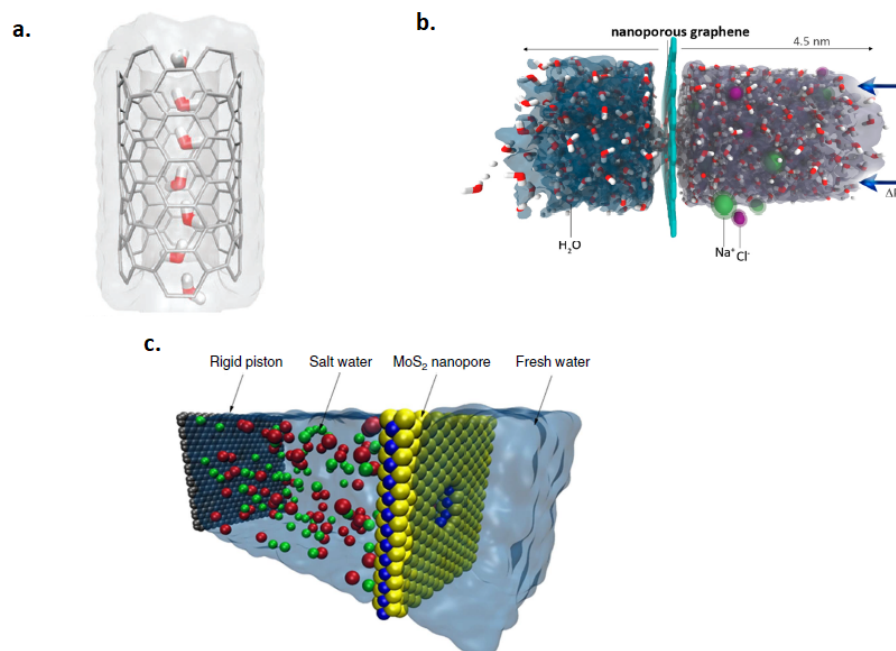 a.
b.
nanoporous graphene
4.5 nm
H₂O
Na⁺ Cl⁻
c.
Rigid piston
Salt water
MoS₂ nanopore
Fresh water